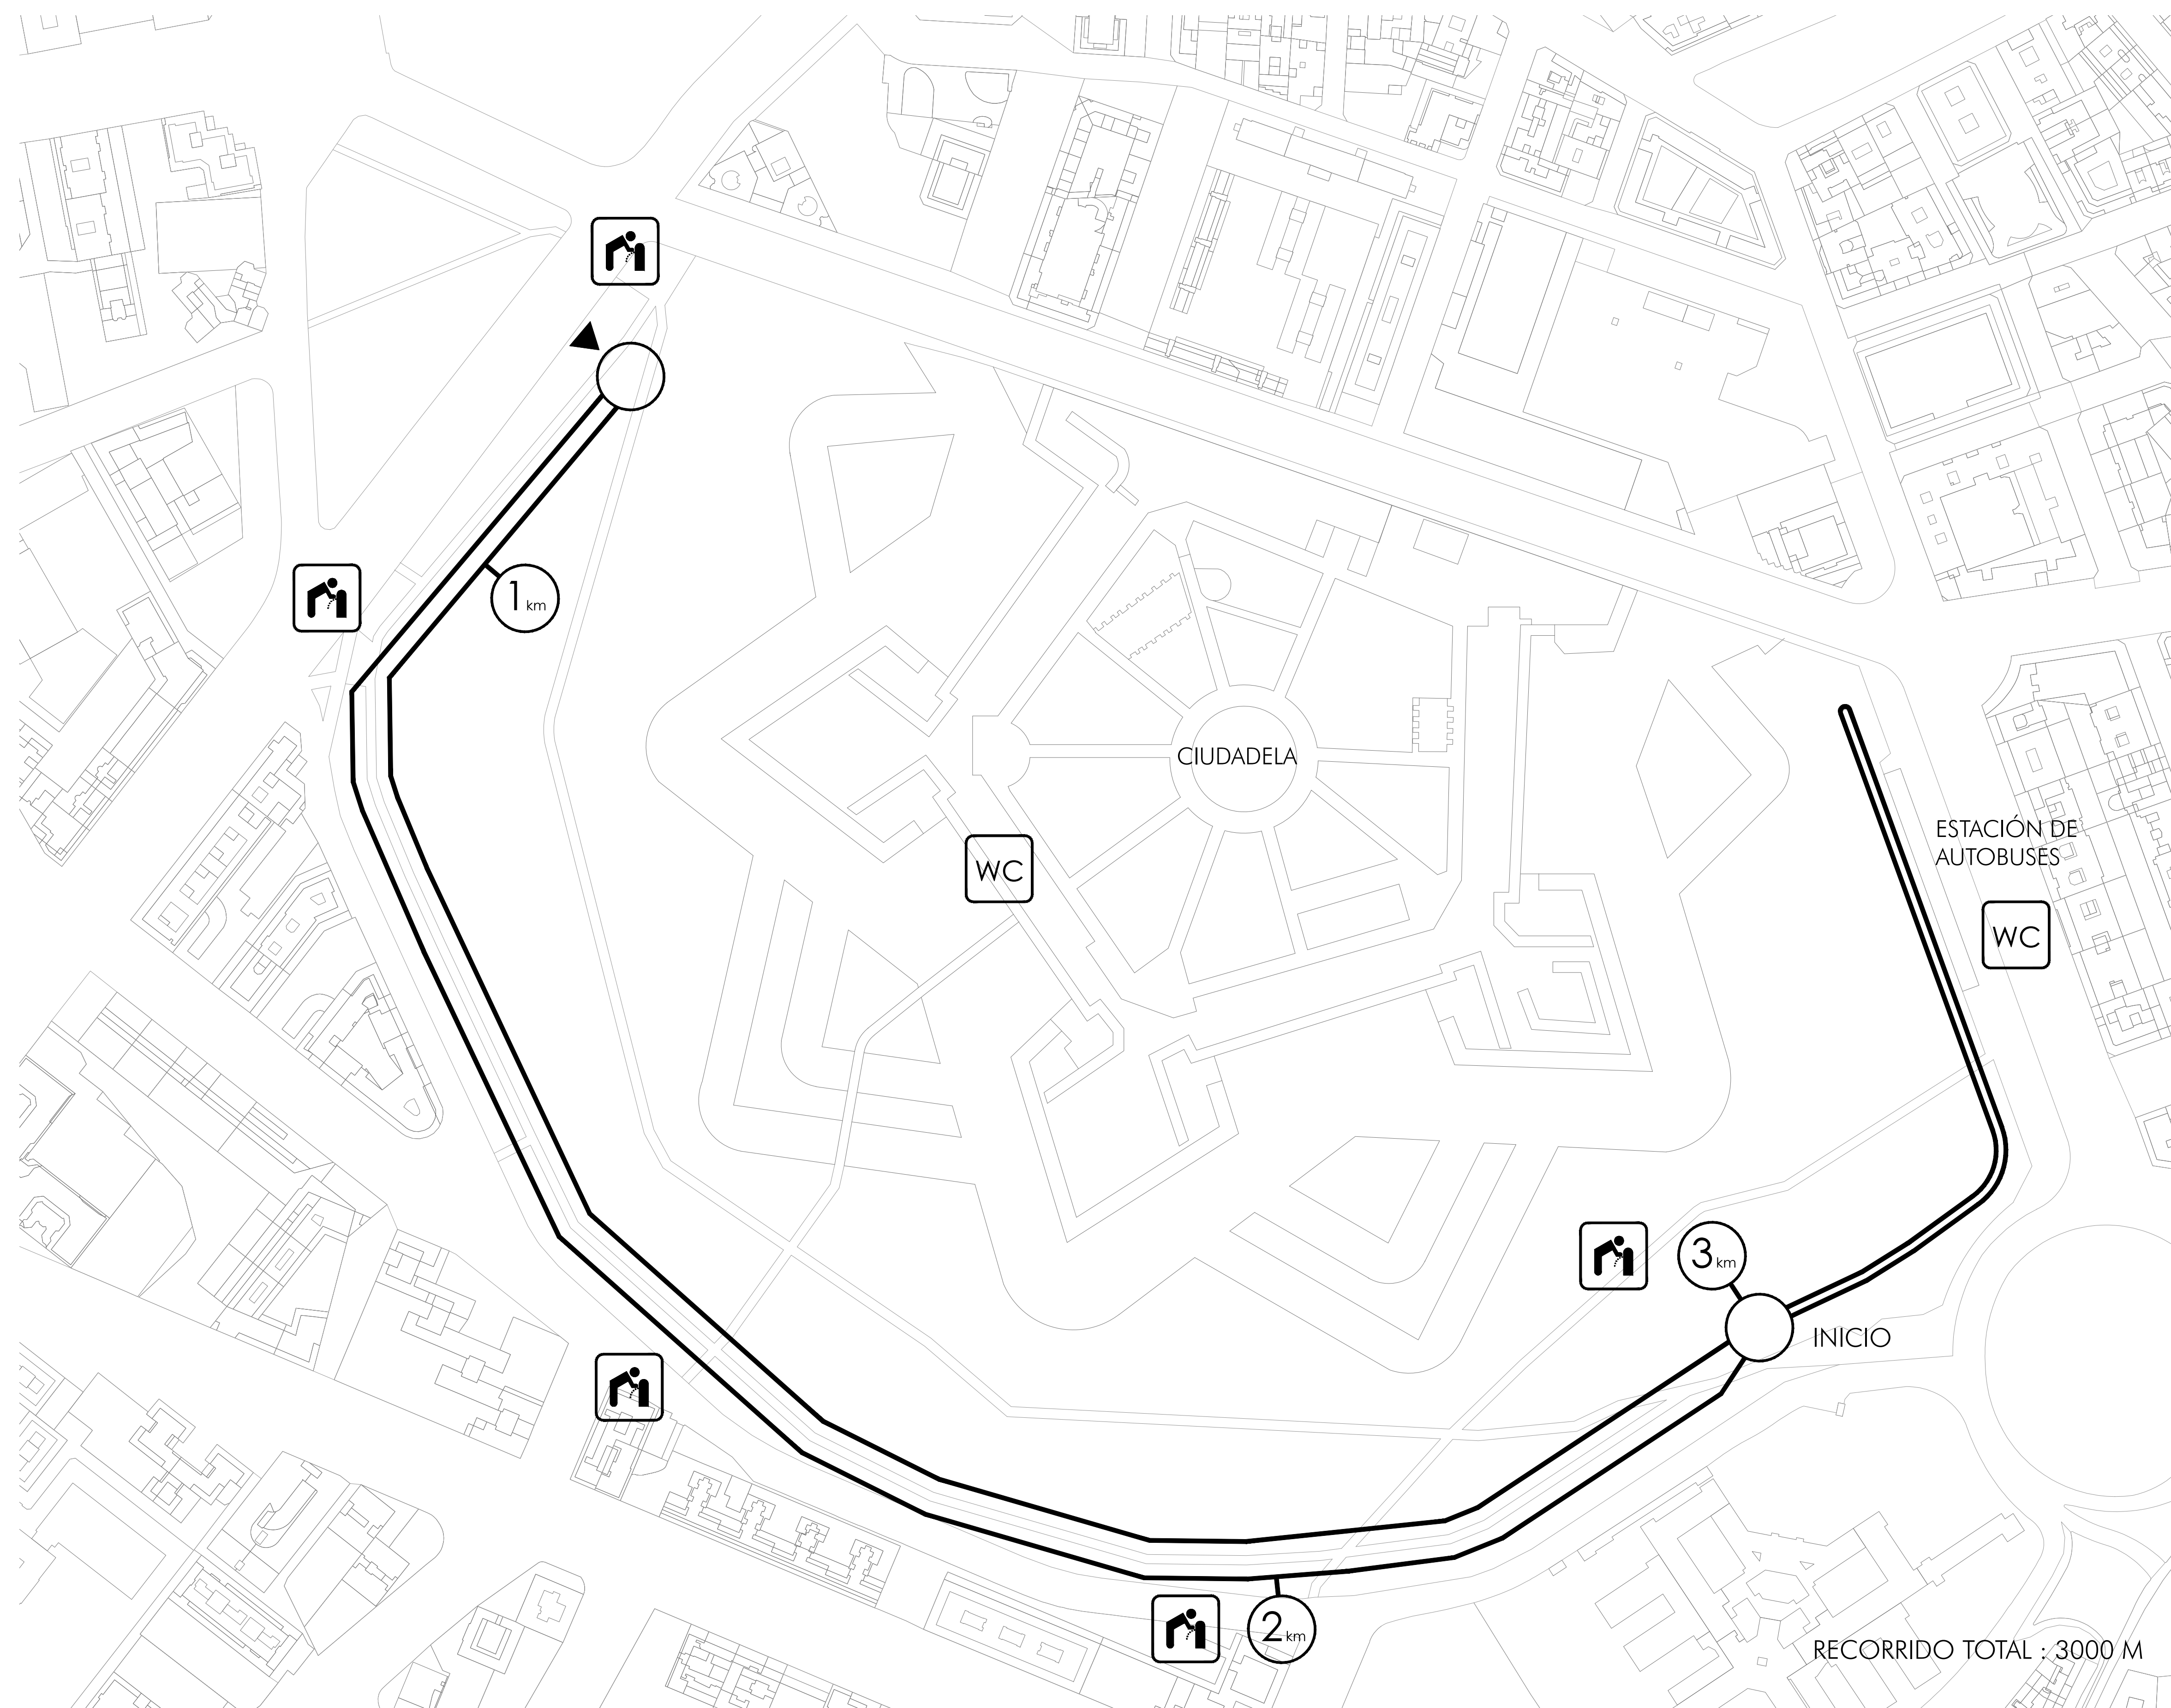 1 km
CIUDADELA
ESTACIÓN DE
AUTOBUSES
WC
WC
3 km
INICIO
2 km
RECORRIDO TOTAL : 3000 M